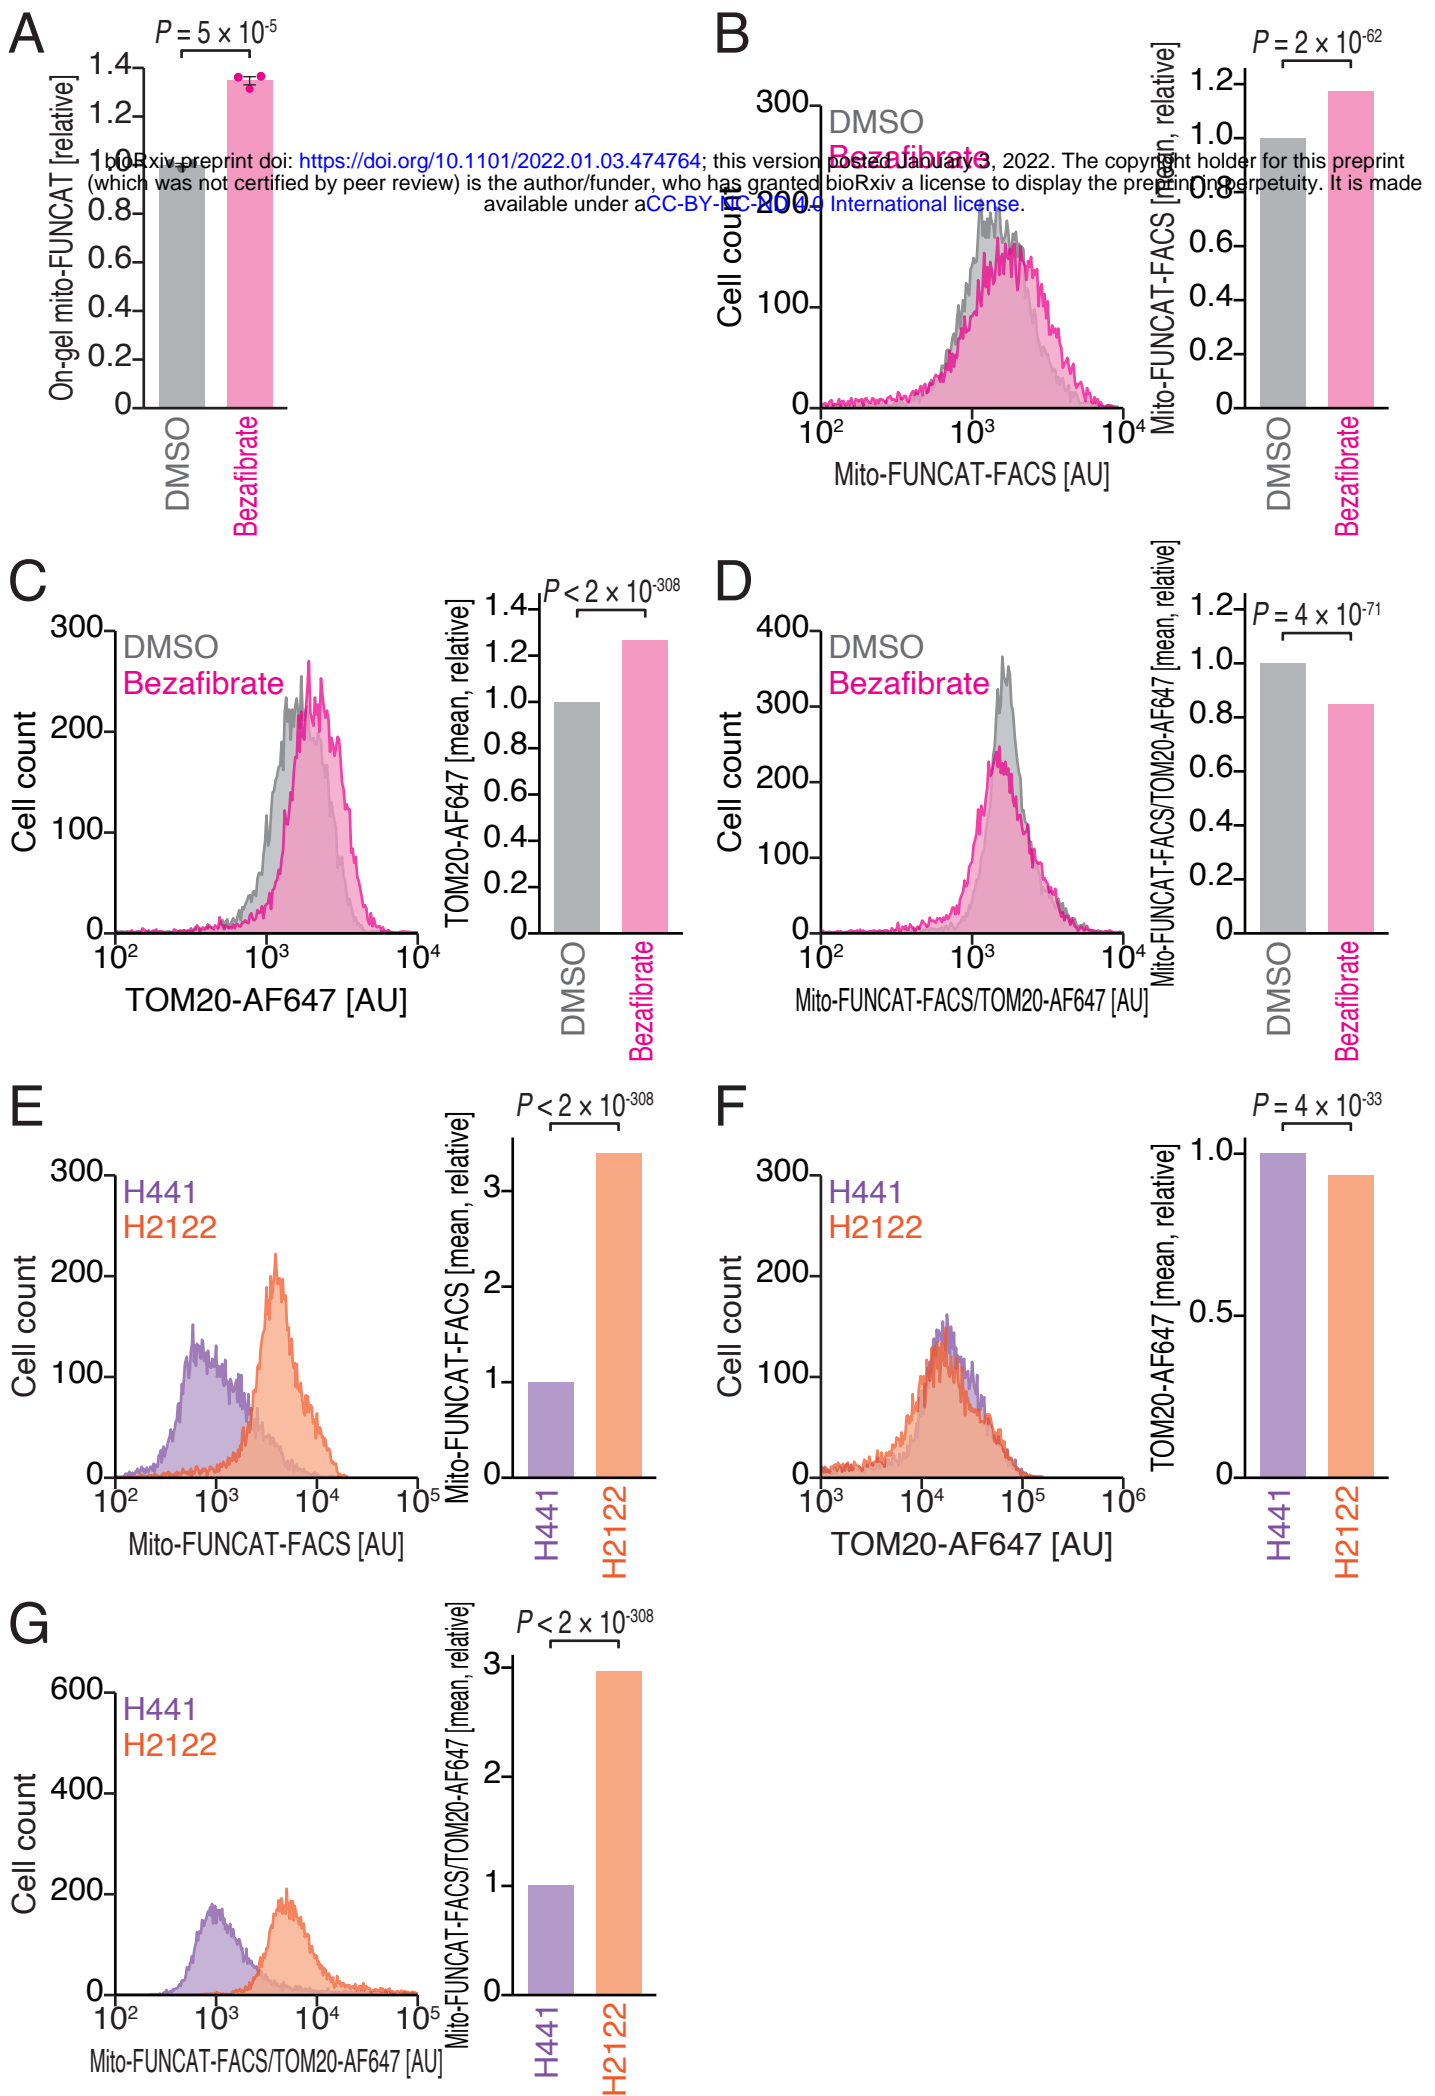 A
P = 5 × 10-5
On-gel mito-FUNCAT [relative]
1.4
1.2
1.0
0.8
0.6
0.4
0.2
0
DMSO
Bezafibrate
bioRxiv preprint doi: https://doi.org/10.1101/2022.01.03.474764; this version posted January 3, 2022. The copyright holder for this preprint
(which was not certified by peer review) is the author/funder, who has granted bioRxiv a license to display the preprint in perpetuity. It is made
available under aCC-BY-NC-ND 4.0 International license.
B
DMSO
Bezafibrate
Cell count
300
200
100
0
102
103
104
Mito-FUNCAT-FACS [AU]
P = 2 × 10-62
Mito-FUNCAT-FACS [mean, relative]
1.2
1.0
0.8
0.6
0.4
0.2
0
DMSO
Bezafibrate
C
DMSO
Bezafibrate
Cell count
300
200
100
0
102
103
104
TOM20-AF647 [AU]
P < 2 × 10-308
TOM20-AF647 [mean, relative]
1.4
1.2
1.0
0.8
0.6
0.4
0.2
0
DMSO
Bezafibrate
D
DMSO
Bezafibrate
Cell count
400
300
200
100
0
102
103
104
Mito-FUNCAT-FACS/TOM20-AF647 [AU]
P = 4 × 10-71
Mito-FUNCAT-FACS/TOM20-AF647 [mean, relative]
1.2
1.0
0.8
0.6
0.4
0.2
0
DMSO
Bezafibrate
E
H441
H2122
Cell count
300
200
100
0
102
103
104
105
Mito-FUNCAT-FACS [AU]
P < 2 × 10-308
Mito-FUNCAT-FACS [mean, relative]
3
2
1
0
H441
H2122
F
H441
H2122
Cell count
300
200
100
0
103
104
105
106
TOM20-AF647 [AU]
P = 4 × 10-33
TOM20-AF647 [mean, relative]
1.0
0.5
0
H441
H2122
G
H441
H2122
Cell count
600
400
200
0
102
103
104
105
Mito-FUNCAT-FACS/TOM20-AF647 [AU]
P < 2 × 10-308
Mito-FUNCAT-FACS/TOM20-AF647 [mean, relative]
3
2
1
0
H441
H2122